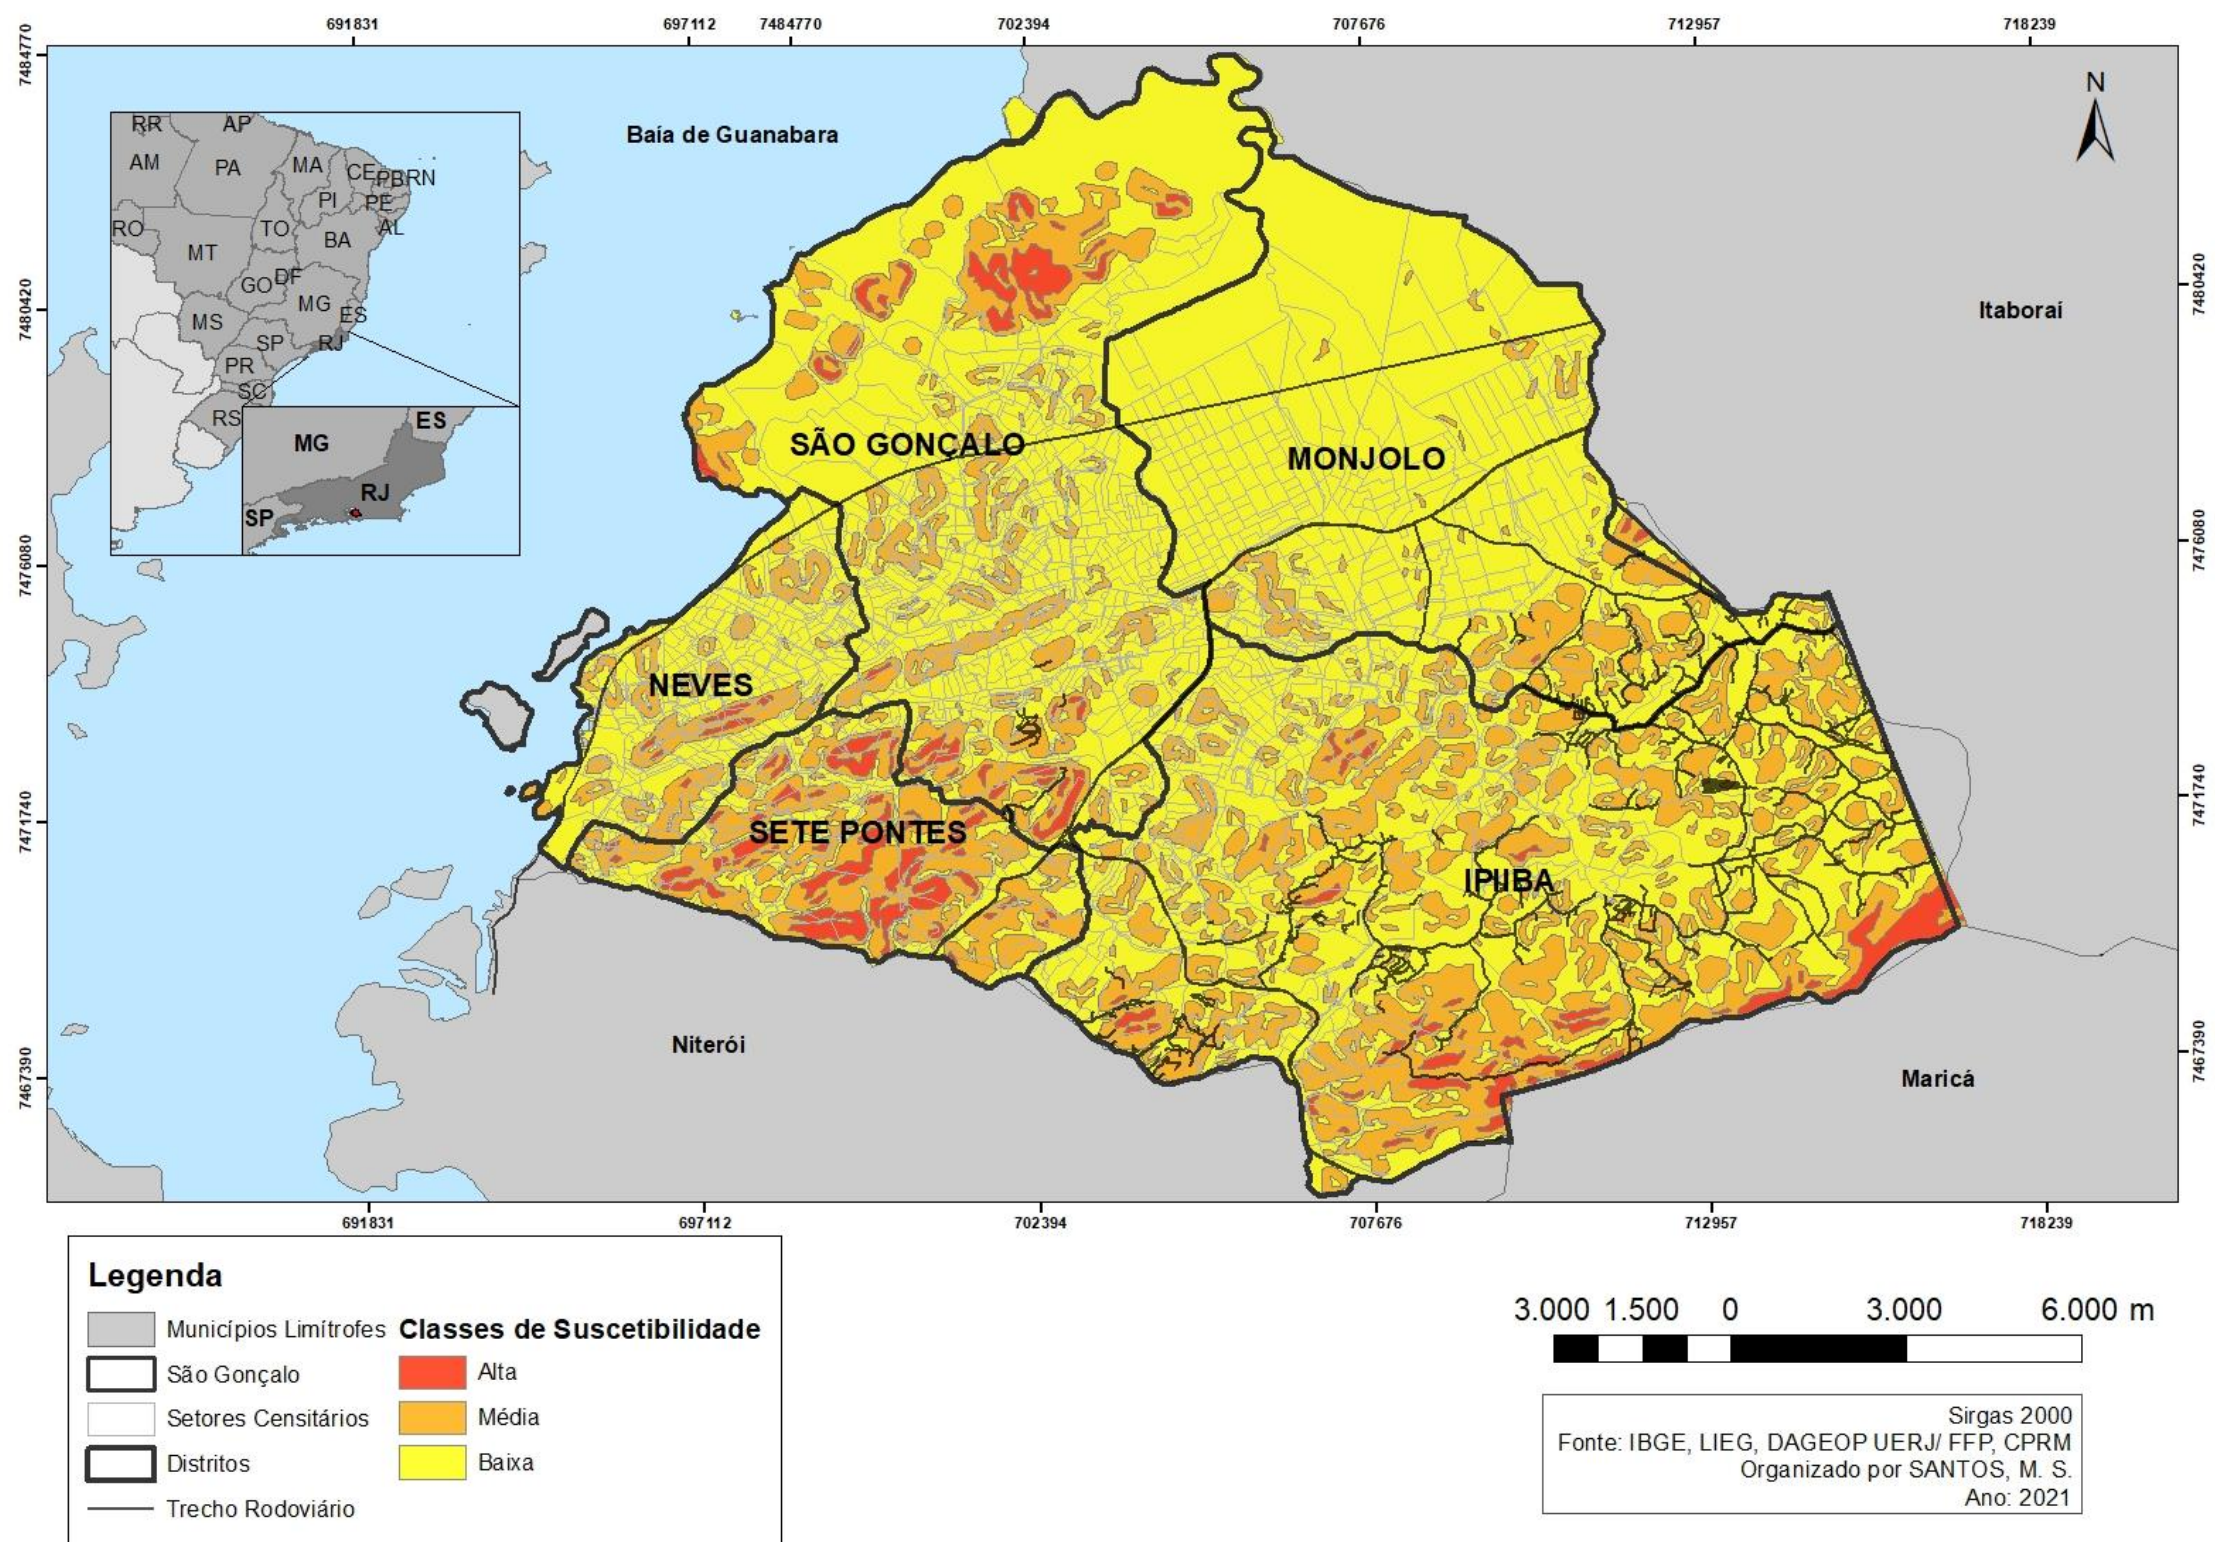 691831 697112 7484770 702394 707676 712957 718239
7484770
7480420
7476080
7471740
7467390
7480420
7476080
7471740
7467390
N
Baía de Guanabara
Itaboraí
RR AP
AM PA MA CE PB RN
PI PE
RO TO AL
MT BA
GO DF
MG
MS ES
SP RJ
PR
SC
RS
ES
MG
RJ
SP
SÃO GONÇALO
MONJOLO
NEVES
SETE PONTES
IPIIBA
Niterói
Maricá
691831 697112 702394 707676 712957 718239
Legenda
Municípios Limítrofes
São Gonçalo
Setores Censitários
Distritos
Trecho Rodoviário
Classes de Suscetibilidade
Alta
Média
Baixa
3.000 1.500 0 3.000 6.000 m
Sirgas 2000
Fonte: IBGE, LIEG, DAGEOP UERJ/ FFP, CPRM
Organizado por SANTOS, M. S.
Ano: 2021